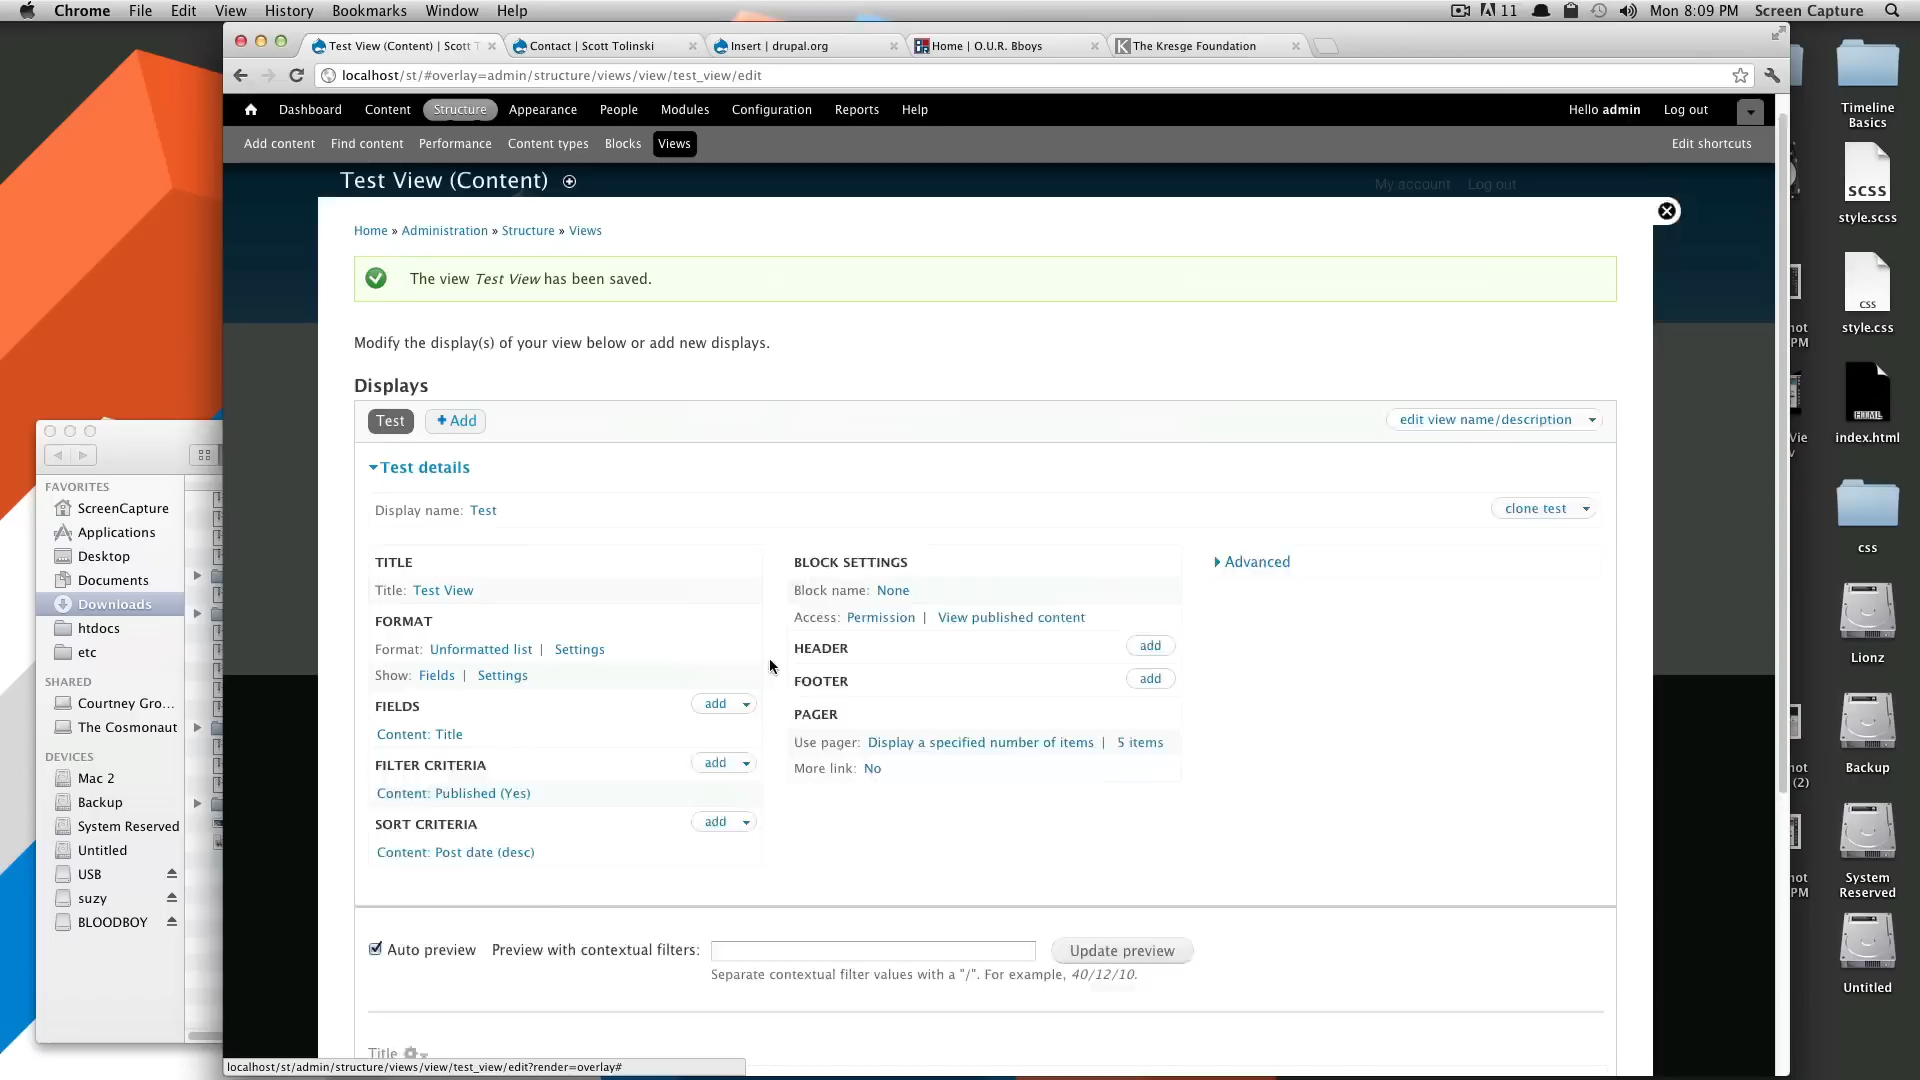 Chrome File Edit View History Bookmarks Window Help
11 Mon 8:09 PM Screen Capture
Test View (Content) | Scott T
Contact | Scott Tolinski
Insert | drupal.org
Home | O.U.R. Bboys
The Kresge Foundation
localhost/st/#overlay=admin/structure/views/view/test_view/edit
Dashboard Content Structure Appearance People Modules Configuration Reports Help
Hello admin Log out
Add content Find content Performance Content types Blocks Views
Edit shortcuts
Test View (Content)
My account Log out
Home » Administration » Structure » Views
The view Test View has been saved.
Modify the display(s) of your view below or add new displays.
Displays
Test
Add
edit view name/description
Test details
Display name: Test
clone test
TITLE
Title: Test View
FORMAT
Format: Unformatted list | Settings
Show: Fields | Settings
FIELDS
add
Content: Title
FILTER CRITERIA
add
Content: Published (Yes)
SORT CRITERIA
add
Content: Post date (desc)
BLOCK SETTINGS
Block name: None
Access: Permission | View published content
HEADER
add
FOOTER
add
PAGER
Use pager: Display a specified number of items | 5 items
More link: No
Advanced
Auto preview
Preview with contextual filters:
Update preview
Separate contextual filter values with a "/". For example, 40/12/10.
Title
localhost/st/admin/structure/views/view/test_view/edit?render=overlay#
FAVORITES
ScreenCapture
Applications
Desktop
Documents
Downloads
htdocs
etc
SHARED
Courtney Gro...
The Cosmonaut
DEVICES
Mac 2
Backup
System Reserved
Untitled
USB
suzy
BLOODBOY
Timeline
Basics
scss
style.scss
css
style.css
HTML
index.html
css
Lionz
Backup
System
Reserved
Untitled
not
PM
Vie
not
(2)
not
PM